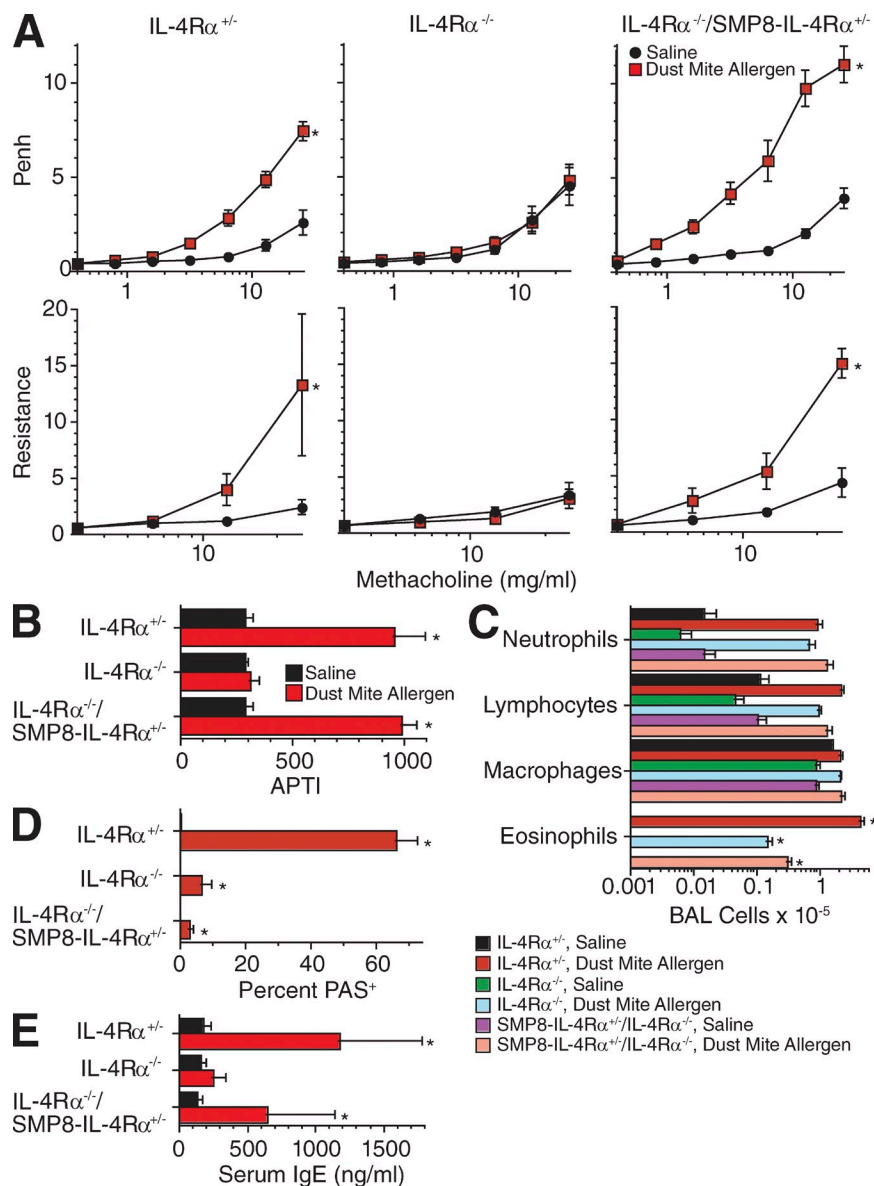 A
IL-4Rα+/-
IL-4Rα-/-
IL-4Rα-/-/SMP8-IL-4Rα+/-
Saline
Dust Mite Allergen
Penh
10
5
0
*
*
1 10
1 10
1 10
Resistance
20
15
10
5
0
*
*
10
10
10
Methacholine (mg/ml)
B
IL-4Rα+/-
IL-4Rα-/-
IL-4Rα-/-/
SMP8-IL-4Rα+/-
Saline
Dust Mite Allergen
*
*
0 500 1000
APTI
C
Neutrophils
Lymphocytes
Macrophages
Eosinophils
*
*
*
0.001 0.01 0.1 1
BAL Cells x 10-5
IL-4Rα+/-, Saline
IL-4Rα+/-, Dust Mite Allergen
IL-4Rα-/-, Saline
IL-4Rα-/-, Dust Mite Allergen
SMP8-IL-4Rα+/-/IL-4Rα-/-, Saline
SMP8-IL-4Rα+/-/IL-4Rα-/-, Dust Mite Allergen
D
IL-4Rα+/-
IL-4Rα-/-
IL-4Rα-/-/
SMP8-IL-4Rα+/-
*
*
*
0 20 40 60
Percent PAS+
E
IL-4Rα+/-
IL-4Rα-/-
IL-4Rα-/-/
SMP8-IL-4Rα+/-
*
*
0 500 1000 1500
Serum IgE (ng/ml)